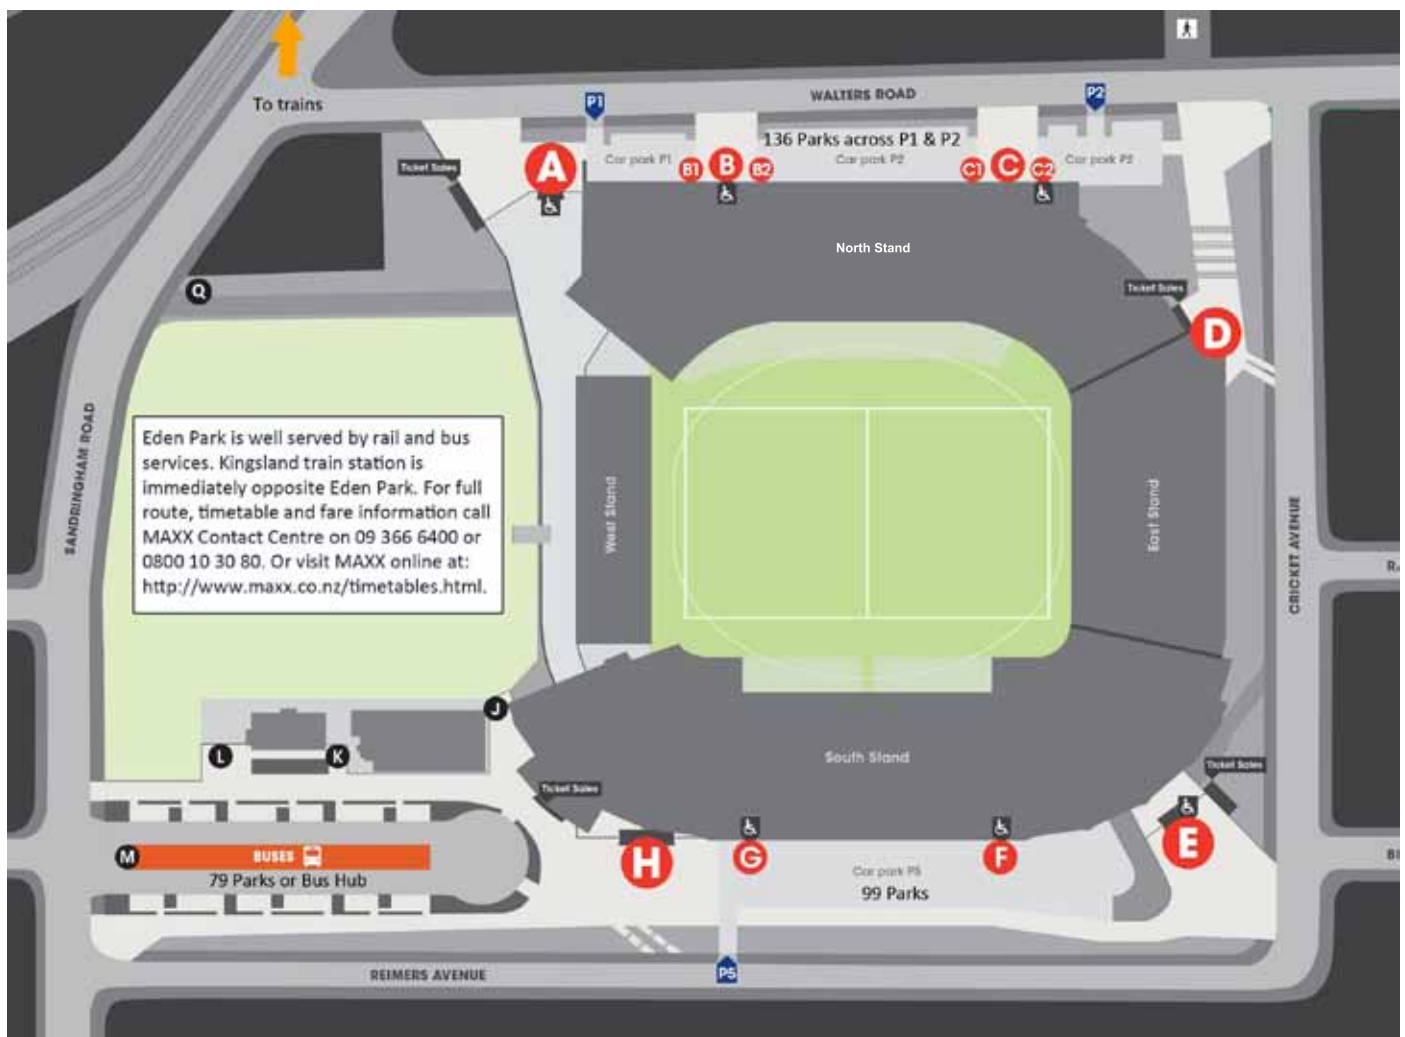 To trains
WALTERS ROAD
P1
P2
136 Parks across P1 & P2
Car park P1
Car park P2
Car park P2
Ticket Sales
A
B1
B
B2
C1
C
C2
North Stand
Q
Ticket Sales
D
SANDRINGHAM ROAD
Eden Park is well served by rail and bus
services. Kingsland train station is
immediately opposite Eden Park. For full
route, timetable and fare information call
MAXX Contact Centre on 09 366 6400 or
0800 10 30 80. Or visit MAXX online at:
http://www.maxx.co.nz/timetables.html.
West Stand
East Stand
CRICKET AVENUE
J
L
K
South Stand
Ticket Sales
Ticket Sales
M
BUSES
79 Parks or Bus Hub
H
G
F
E
Car park P5
99 Parks
REIMERS AVENUE
P5